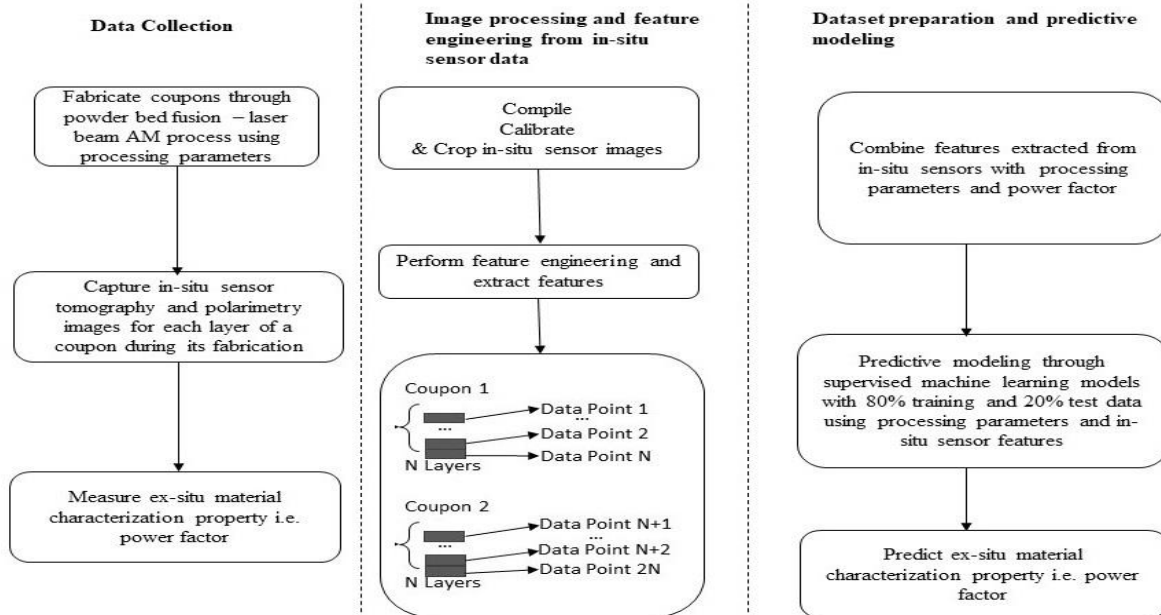 Data Collection
Fabricate coupons through
powder bed fusion – laser
beam AM process using
processing parameters
Capture in-situ sensor
tomography and polarimetry
images for each layer of a
coupon during its fabrication
Measure ex-situ material
characterization property i.e.
power factor
Image processing and feature
engineering from in-situ
sensor data
Compile
Calibrate
& Crop in-situ sensor images
Perform feature engineering and
extract features
Coupon 1
Data Point 1
...
...
Data Point 2
Data Point N
N Layers
Coupon 2
Data Point N+1
...
...
Data Point N+2
Data Point 2N
N Layers
Dataset preparation and predictive
modeling
Combine features extracted from
in-situ sensors with processing
parameters and power factor
Predictive modeling through
supervised machine learning models
with 80% training and 20% test data
using processing parameters and in-
situ sensor features
Predict ex-situ material
characterization property i.e. power
factor